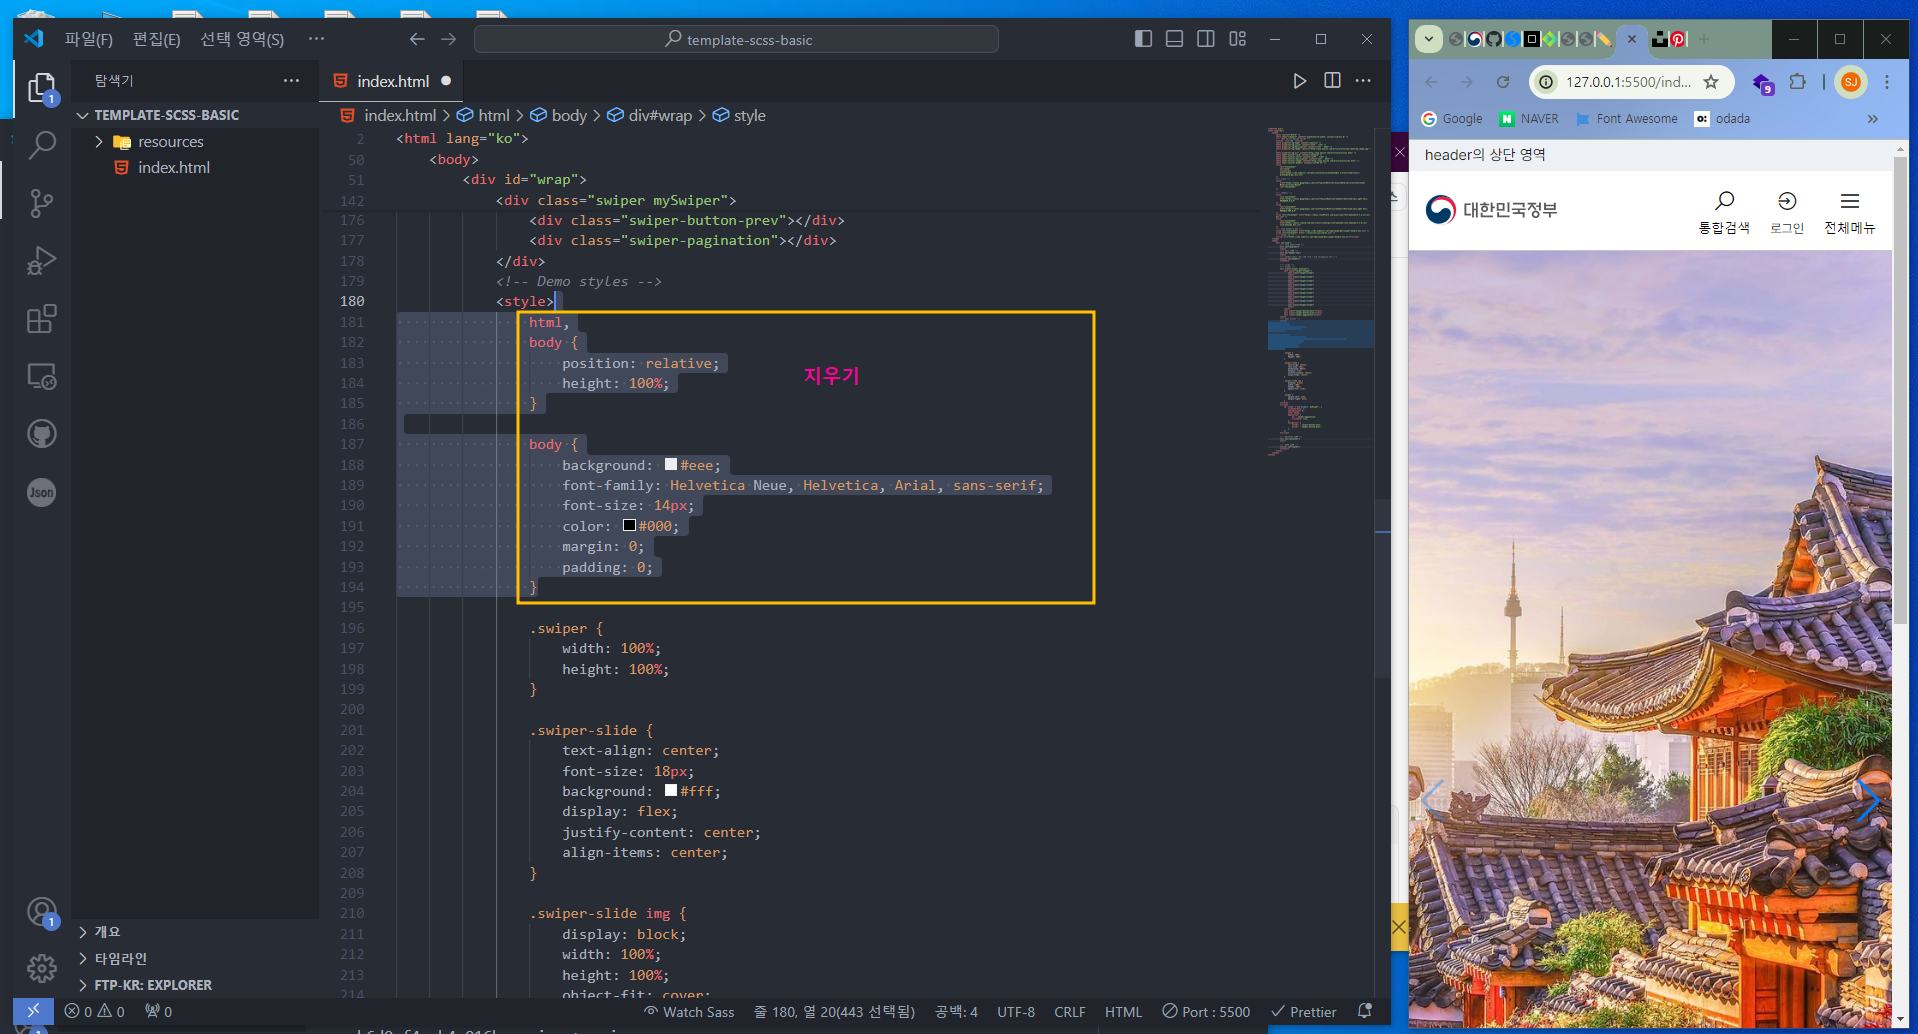 파일(F) 편집(E) 선택 영역(S) ···
template-scss-basic
탐색기 ···
index.html
TEMPLATE-SCSS-BASIC
resources
index.html
index.html > html > body > div#wrap > style
2 <html lang="ko">
50 <body>
51 <div id="wrap">
142 <div class="swiper mySwiper">
176 <div class="swiper-button-prev"></div>
177 <div class="swiper-pagination"></div>
178 </div>
179 <!-- Demo styles -->
180 <style>
181 html,
182 body {
183 position: relative;
184 height: 100%;
185 }
186
187 body {
188 background: #eee;
189 font-family: Helvetica Neue, Helvetica, Arial, sans-serif;
190 font-size: 14px;
191 color: #000;
192 margin: 0;
193 padding: 0;
194 }
195
196 .swiper {
197 width: 100%;
198 height: 100%;
199 }
200
201 .swiper-slide {
202 text-align: center;
203 font-size: 18px;
204 background: #fff;
205 display: flex;
206 justify-content: center;
207 align-items: center;
208 }
209
210 .swiper-slide img {
211 display: block;
212 width: 100%;
213 height: 100%;
214 object-fit: cover;
지우기
1
Json
1
개요
타임라인
FTP-KR: EXPLORER
0 0 0
Watch Sass
줄 180, 열 20(443 선택됨)
공백: 4
UTF-8
CRLF
HTML
Port : 5500
Prettier
127.0.0.1:5500/ind...
9
SJ
Google NAVER Font Awesome odada
header의 상단 영역
대한민국정부
통합검색 로그인 전체메뉴